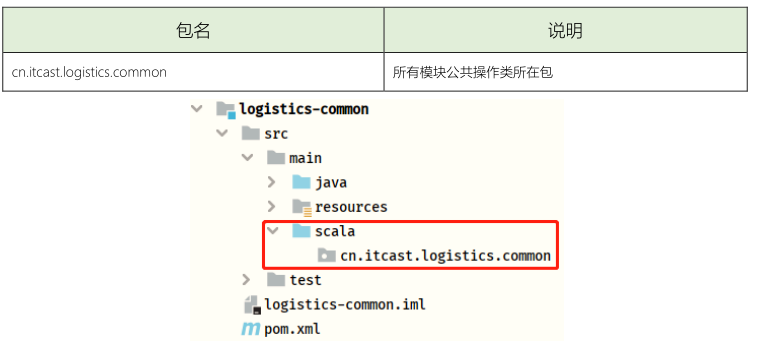 包名 说明
cn.itcast.logistics.common 所有模块公共操作类所在包
logistics-common
src
main
java
resources
scala
cn.itcast.logistics.common
test
logistics-common.iml
pom.xml